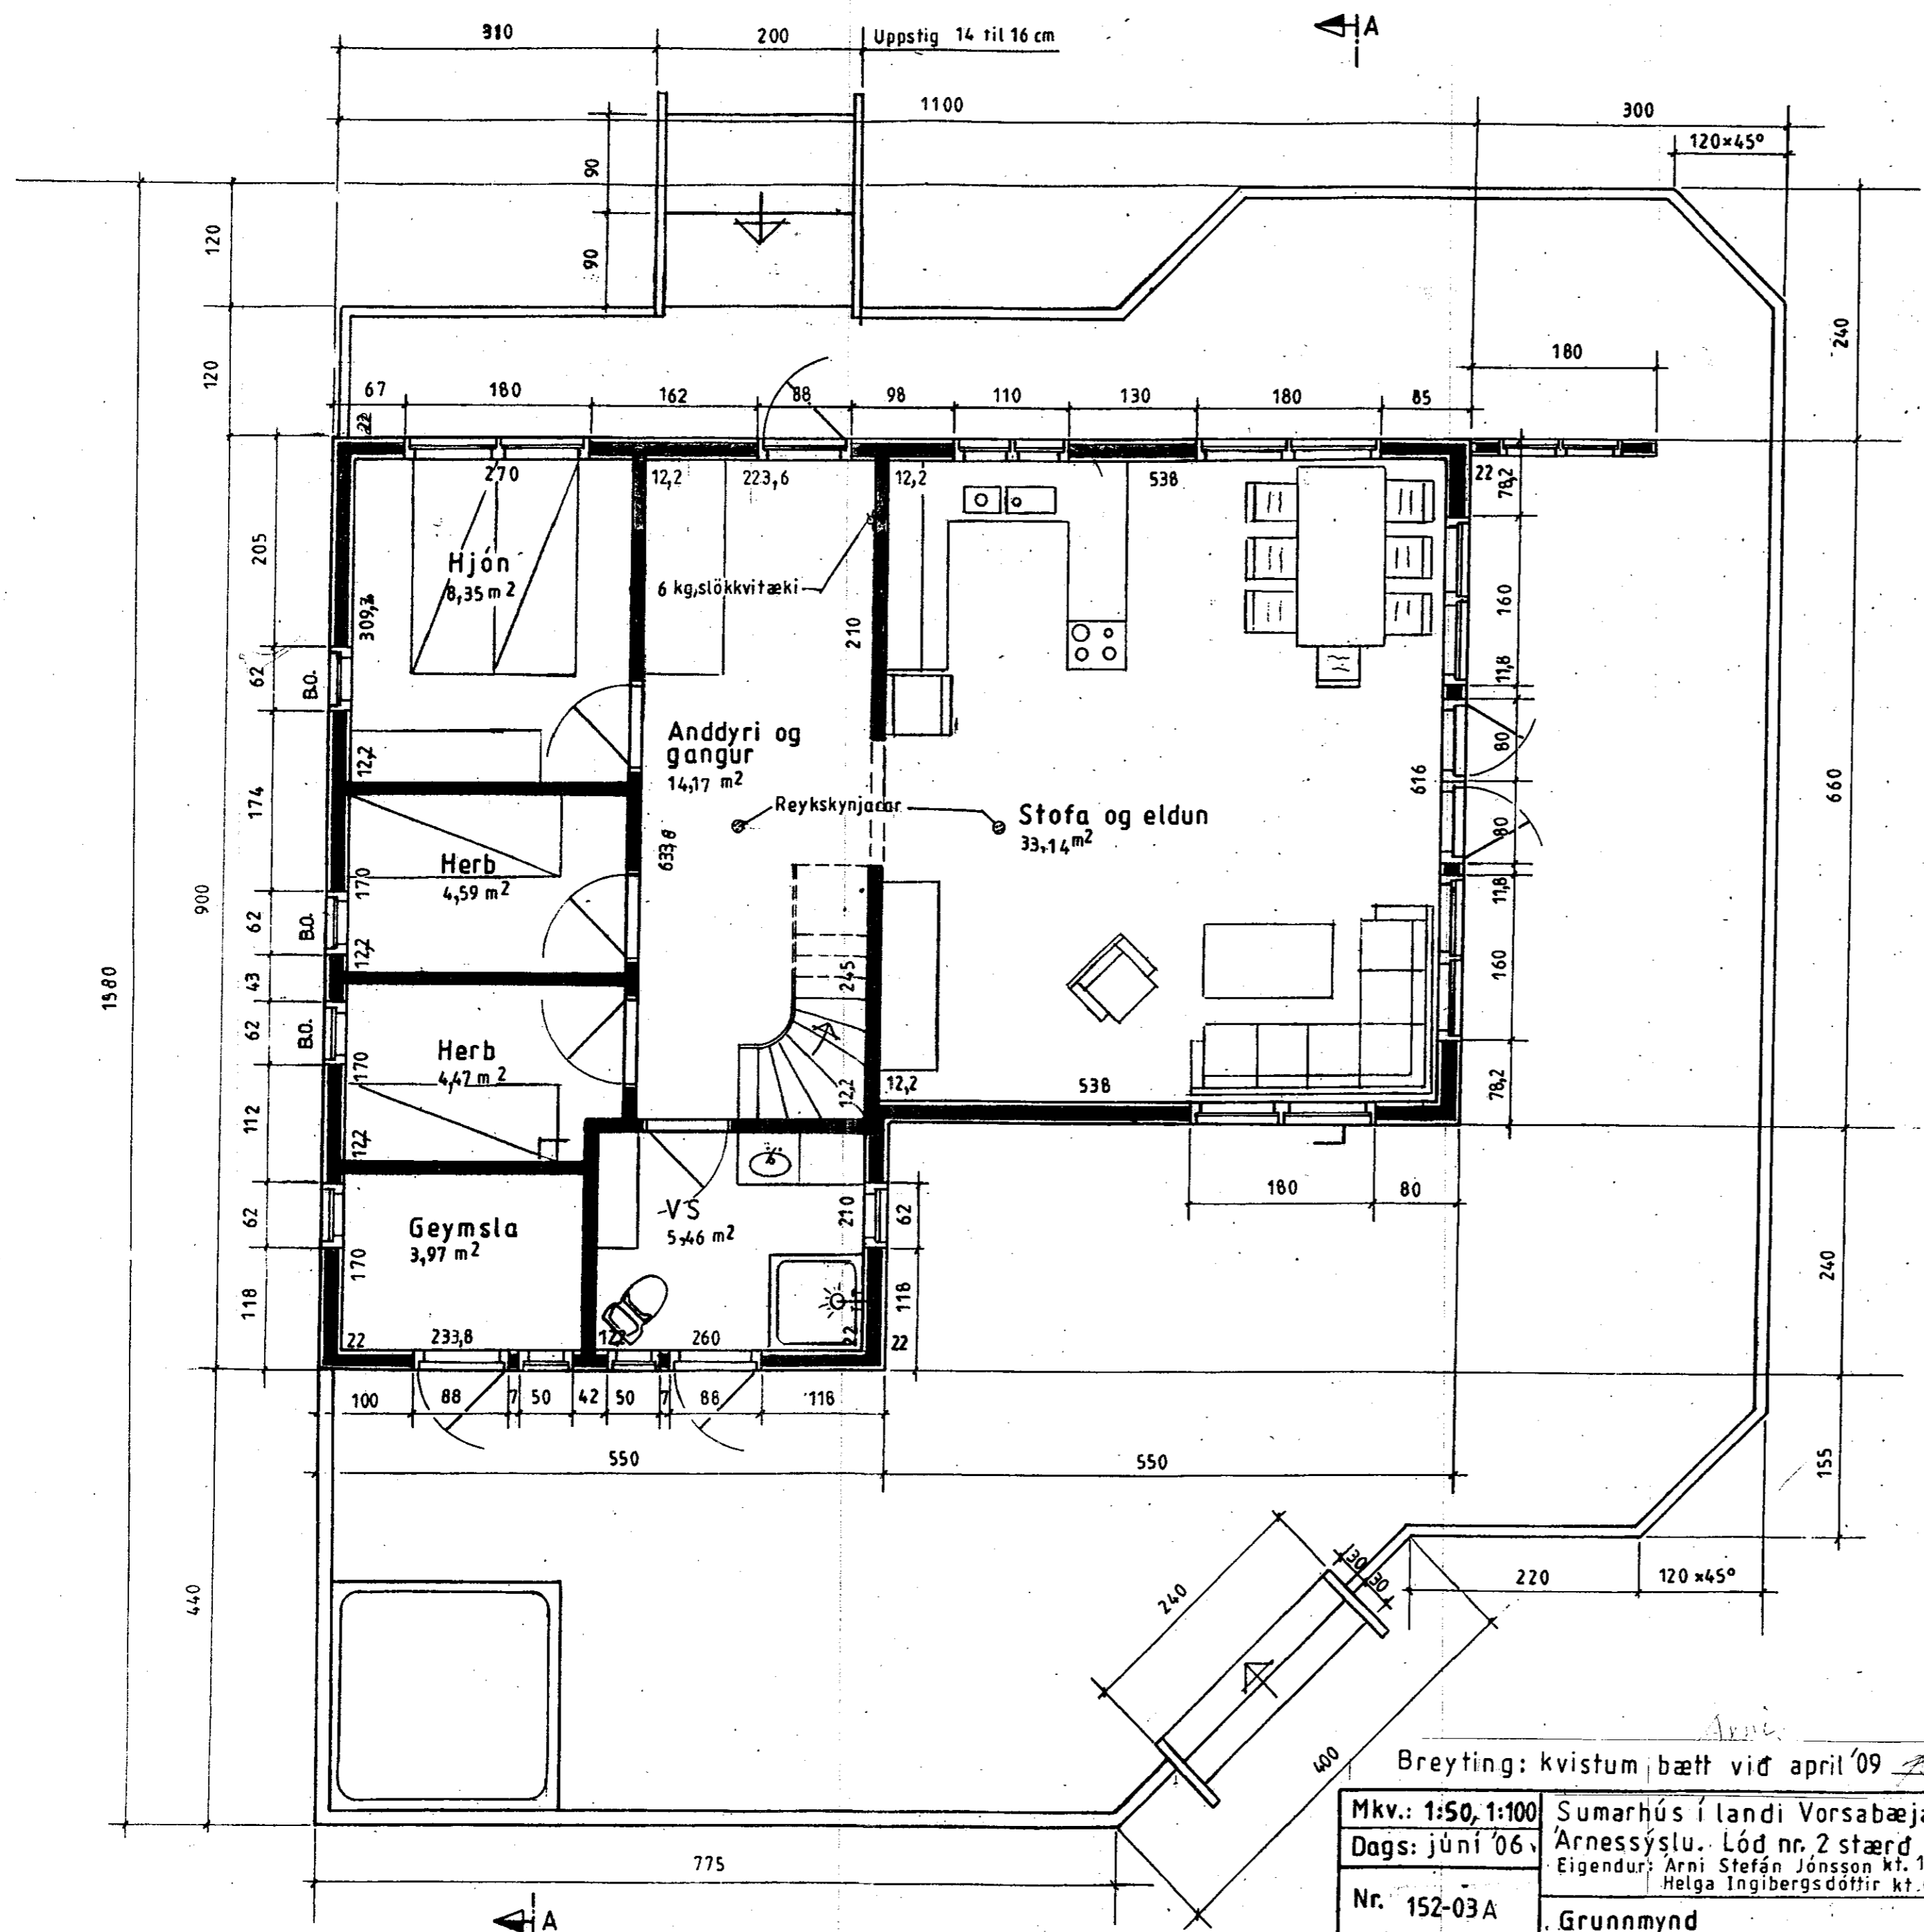 310
200
Uppstig 14 til 16 cm
A
1100
300
120×45°
90
90
120
120
240
180
67
180
162
88
98
110
130
180
85
22
270
12,2
223,6
12,2
538
22
78,2
205
Hjón
8,35 m2
6 kg,slökkvitæki
309,2
210
160
62
B.O.
11,8
Anddyri og
gangur
14,17 m2
12,2
80
616
660
174
Reykskynjarar
Stofa og eldun
33,14 m2
633,8
80
Herb
4,59 m2
170
900
11,8
62
B.O.
12,2
245
160
1580
43
62
B.O.
Herb
4,47 m2
170
12,2
12,2
538
78,2
112
12,2
180
80
62
VS
5,46 m2
210
62
Geymsla
3,97 m2
170
240
118
118
22
233,8
12,2
260
22
22
100
88
7
50
42
50
7
88
118
550
550
155
440
240
30
30
220
120×45°
400
775
A
Breyting: kvistum bætt við april '09
Mkv.: 1:50, 1:100
Sumarhús í landi Vorsabæja
Dags: júní '06
Árnessýslu. Lóð nr. 2 stærð
Eigendur: Árni Stefán Jónsson kt. 1
Helga Ingibergsdóttir kt.
Nr. 152-03A
Grunnmynd